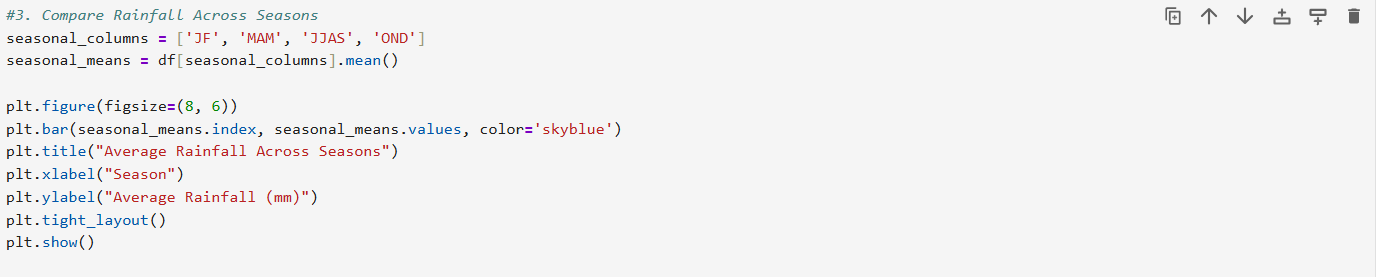 #3. Compare Rainfall Across Seasons
seasonal_columns = ['JF', 'MAM', 'JJAS', 'OND']
seasonal_means = df[seasonal_columns].mean()
plt.figure(figsize=(8, 6))
plt.bar(seasonal_means.index, seasonal_means.values, color='skyblue')
plt.title("Average Rainfall Across Seasons")
plt.xlabel("Season")
plt.ylabel("Average Rainfall (mm)")
plt.tight_layout()
plt.show()